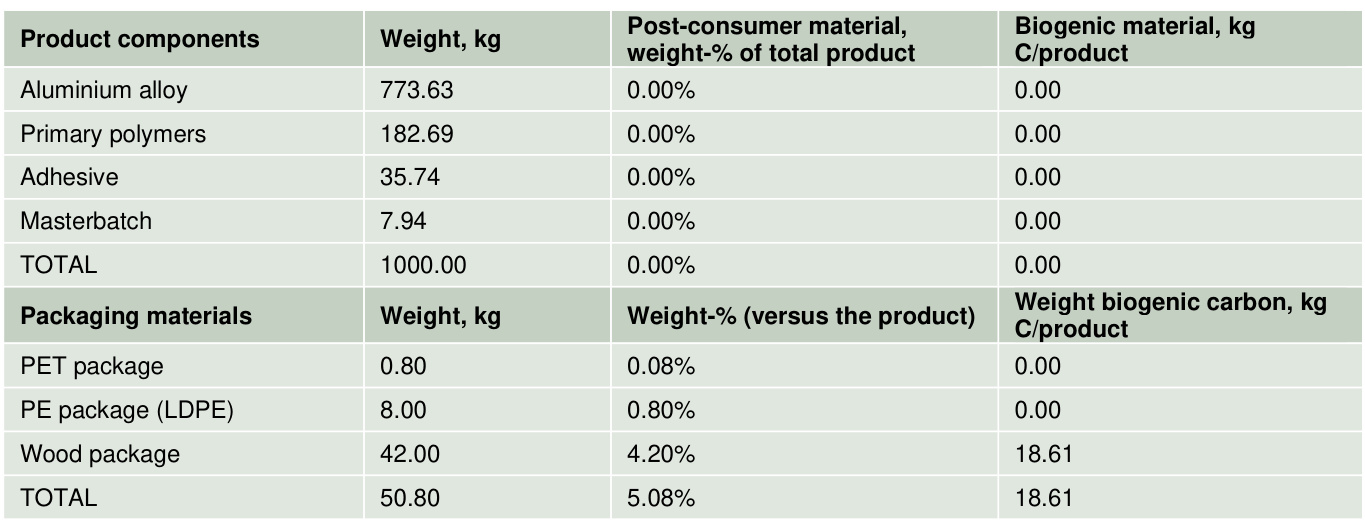 Product components Weight, kg Post-consumer material, weight-% of total product Biogenic material, kg C/product
Aluminium alloy 773.63 0.00% 0.00
Primary polymers 182.69 0.00% 0.00
Adhesive 35.74 0.00% 0.00
Masterbatch 7.94 0.00% 0.00
TOTAL 1000.00 0.00% 0.00
Packaging materials Weight, kg Weight-% (versus the product) Weight biogenic carbon, kg C/product
PET package 0.80 0.08% 0.00
PE package (LDPE) 8.00 0.80% 0.00
Wood package 42.00 4.20% 18.61
TOTAL 50.80 5.08% 18.61